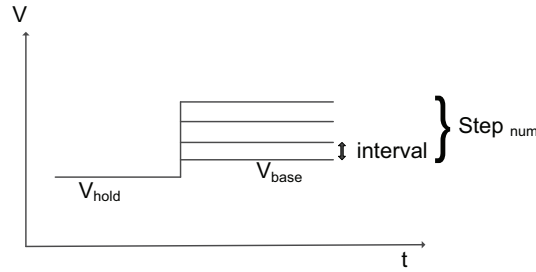 V
Step num
interval
V base
V hold
t